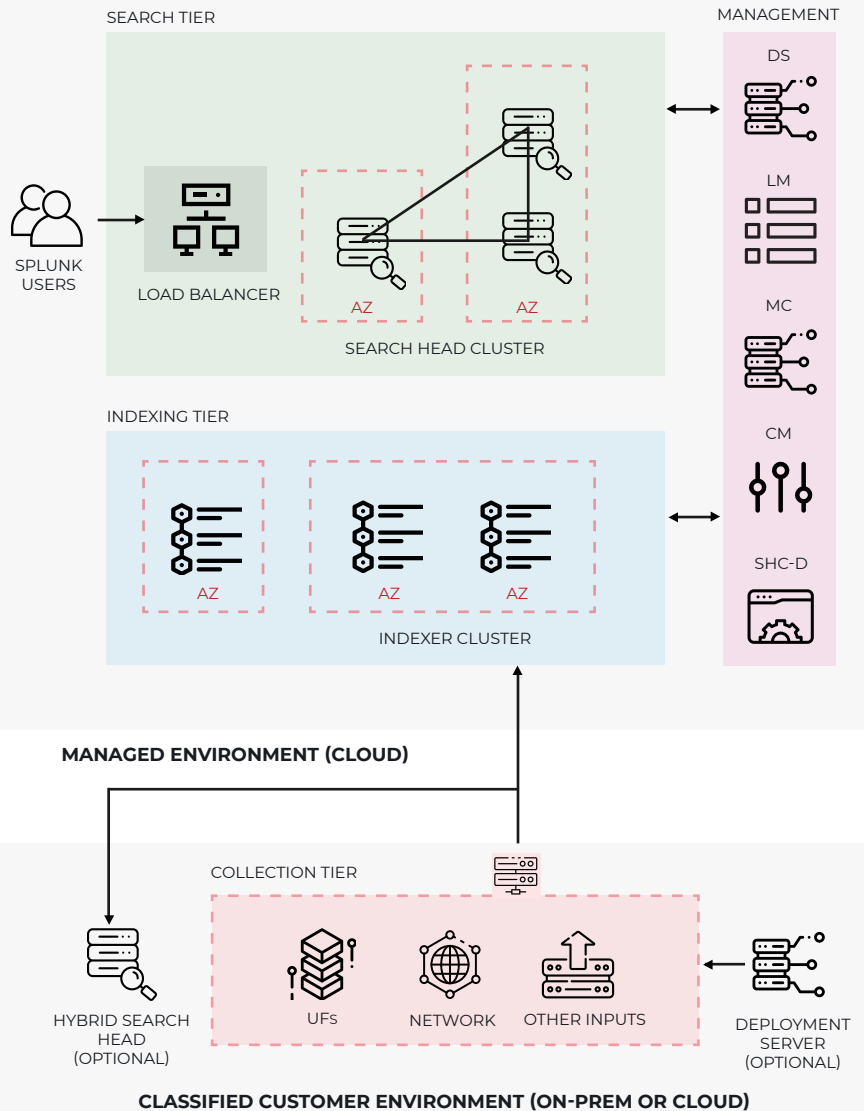 SEARCH TIER
MANAGEMENT
DS
LM
SPLUNK
USERS
LOAD BALANCER
AZ
AZ
SEARCH HEAD CLUSTER
MC
INDEXING TIER
CM
AZ
AZ
AZ
SHC-D
INDEXER CLUSTER
MANAGED ENVIRONMENT (CLOUD)
COLLECTION TIER
UFs
NETWORK
OTHER INPUTS
HYBRID SEARCH
HEAD
(OPTIONAL)
DEPLOYMENT
SERVER
(OPTIONAL)
CLASSIFIED CUSTOMER ENVIRONMENT (ON-PREM OR CLOUD)